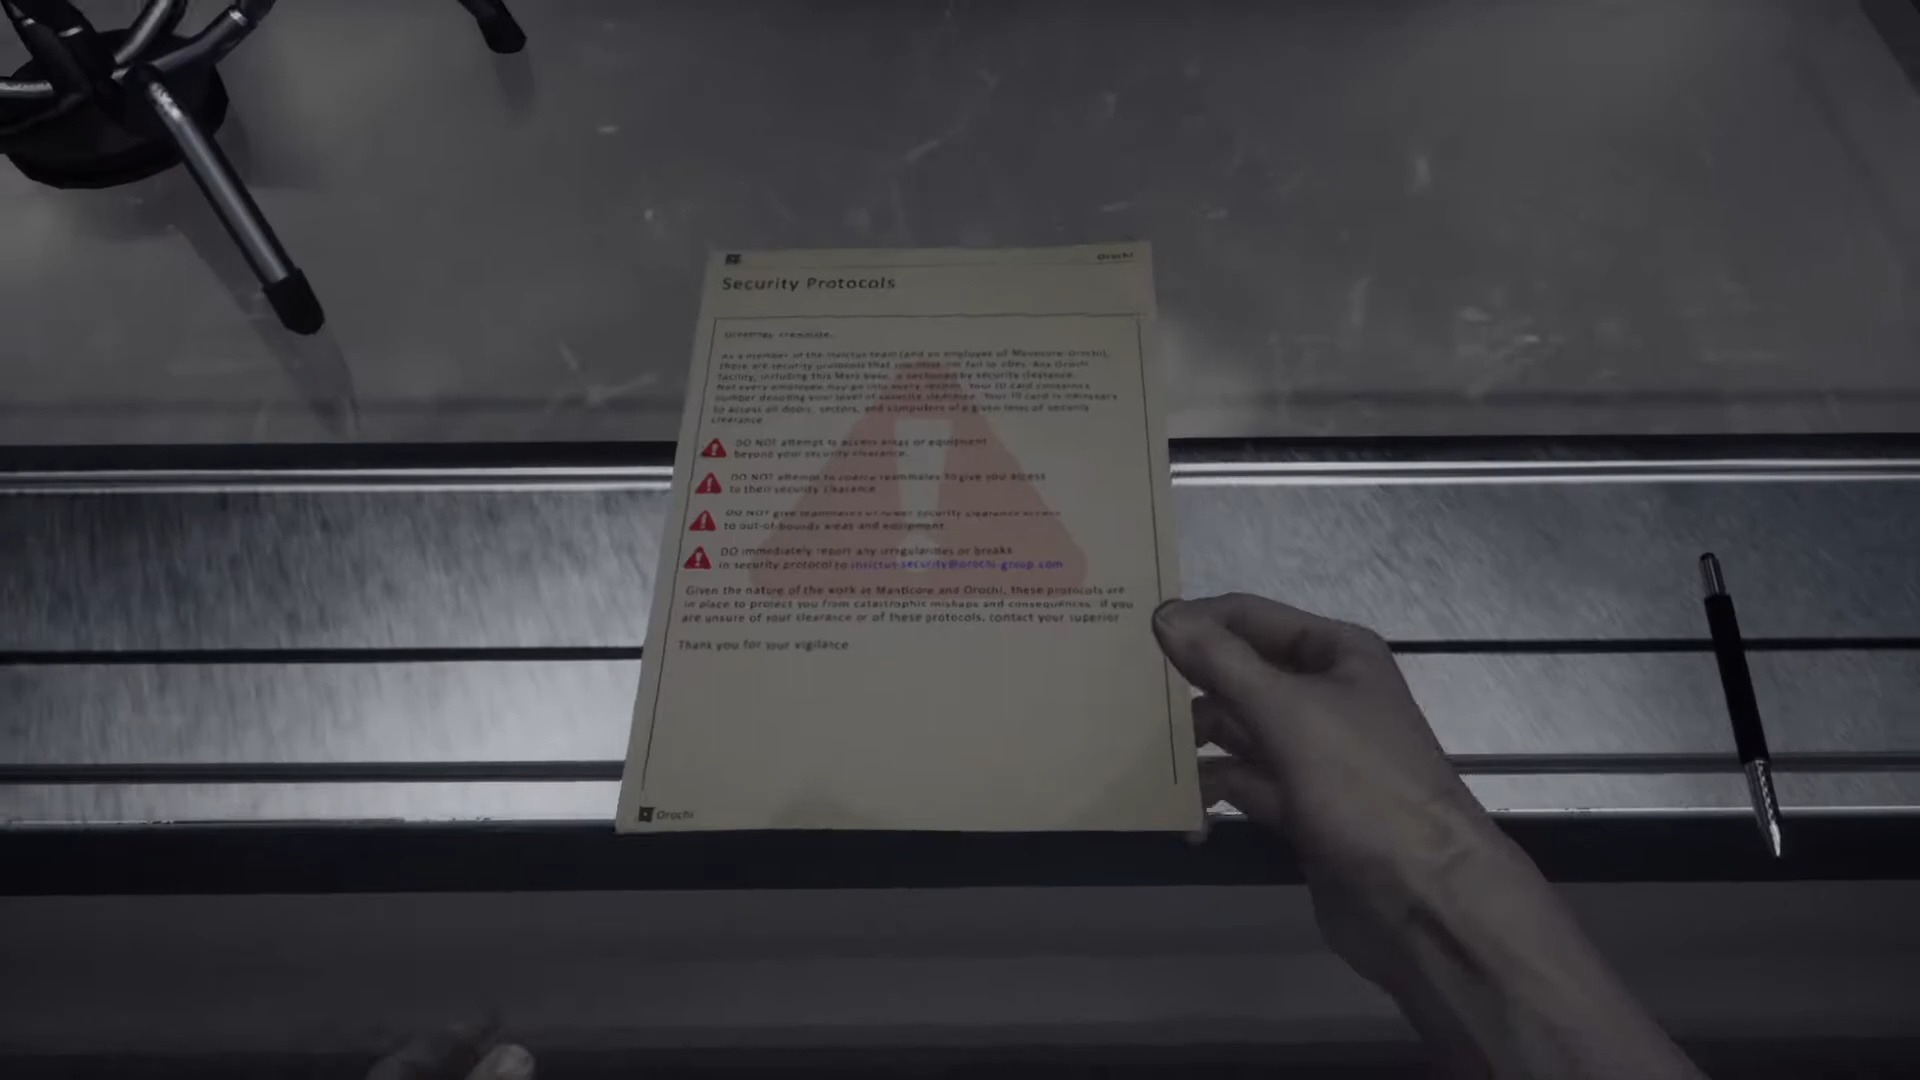 Orochi
Security Protocols
Greetings, crewmate.
As a member of the Invictus team (and an employee of Manticore-Orochi),
there are security protocols that you must not fail to obey. Any Orochi
facility, including this Mars base, is sectioned by security clearance.
Not every employee may go into every section. Your ID card contains a
number denoting your level of security clearance. Your ID card is necessary
to access all doors, sectors, and computers of a given level of security
clearance.
DO NOT attempt to access areas or equipment
beyond your security clearance.
DO NOT attempt to coerce teammates to give you access
to their security clearance.
DO NOT give teammates of lower security clearance access
to out-of-bounds areas and equipment.
DO immediately report any irregularities or breaks
in security protocol to invictus-security@orochi-group.com
Given the nature of the work at Manticore and Orochi, these protocols are
in place to protect you from catastrophic mishaps and consequences. If you
are unsure of your clearance or of these protocols, contact your superior.
Thank you for your vigilance
Orochi